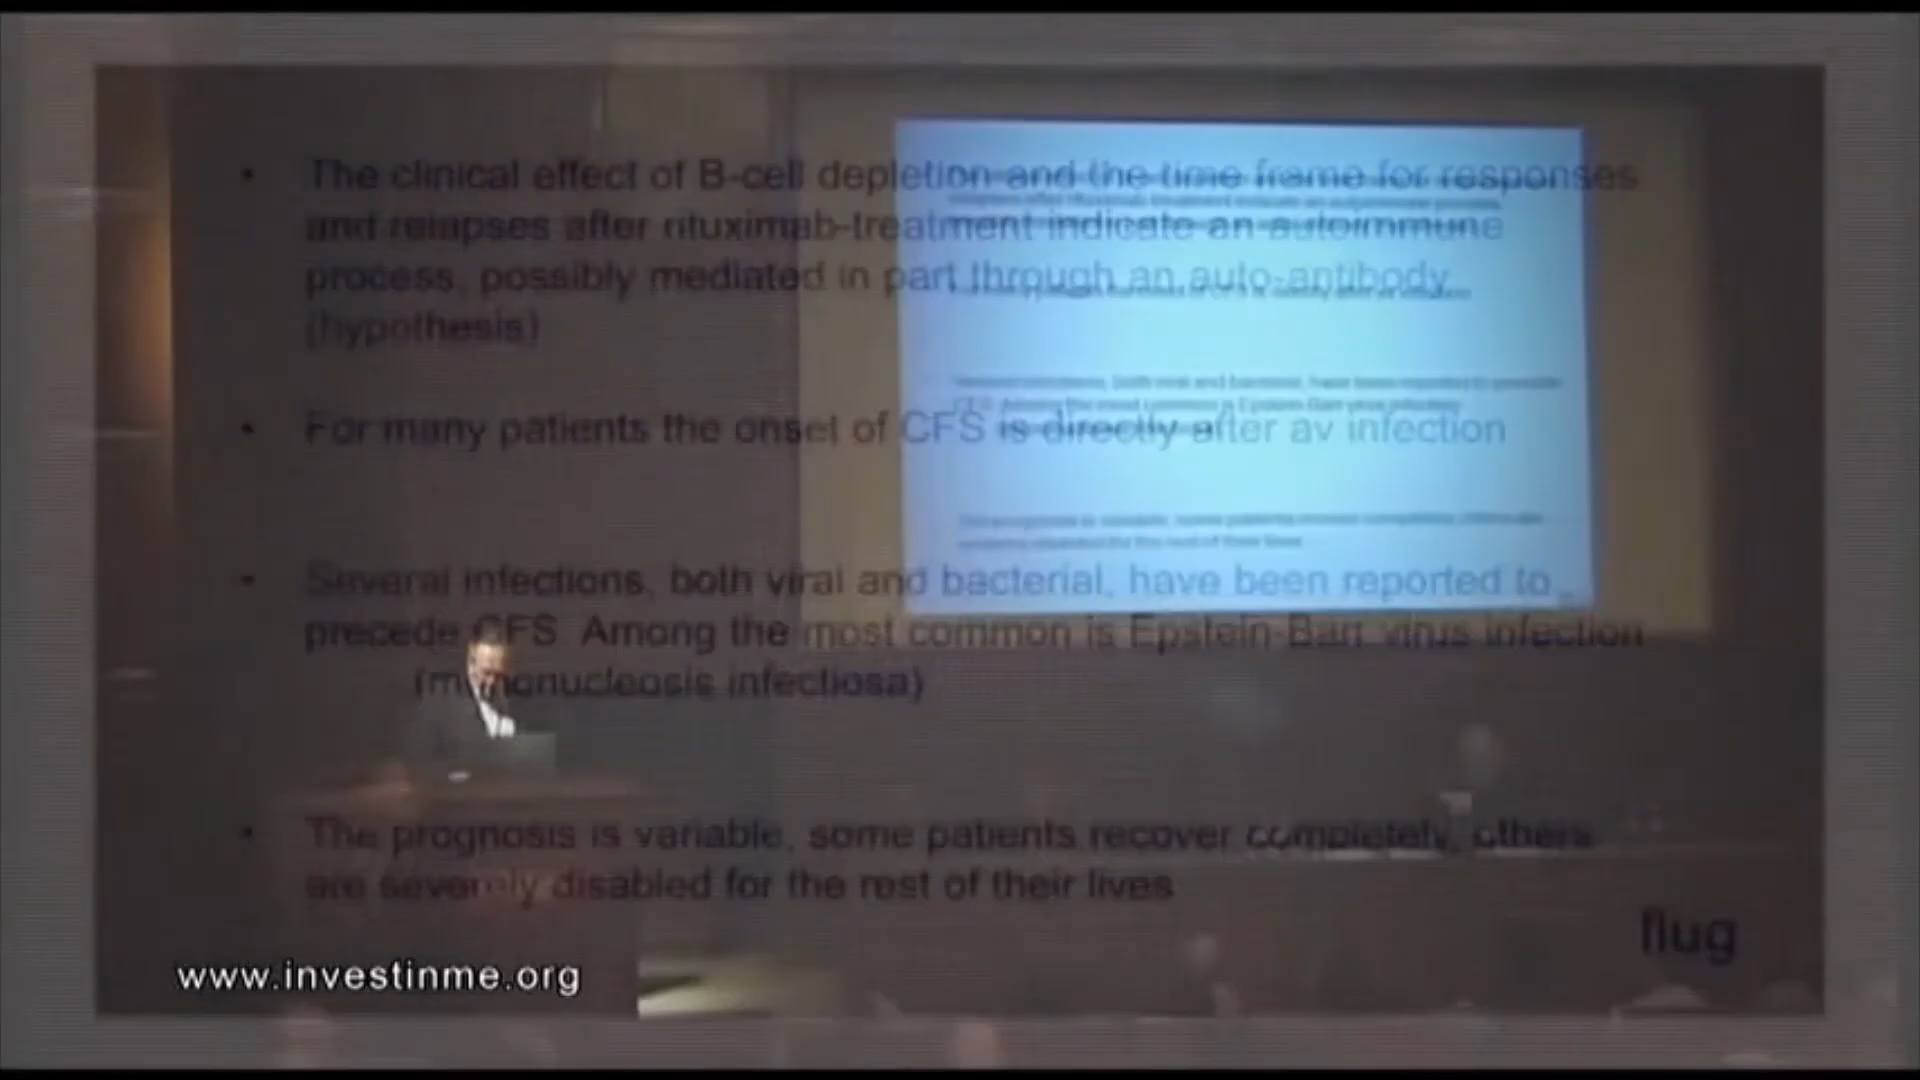 • The clinical effect of B-cell depletion and the time frame for responses
and relapses after rituximab-treatment indicate an autoimmune
process, possibly mediated in part through an auto-antibody
(hypothesis)
• For many patients the onset of CFS is directly after av infection
• Several infections, both viral and bacterial, have been reported to
precede CFS. Among the most common is Epstein-Barr virus infection
(mononucleosis infectiosa)
• The prognosis is variable, some patients recover completely, others
are severely disabled for the rest of their lives
flug
www.investinme.org